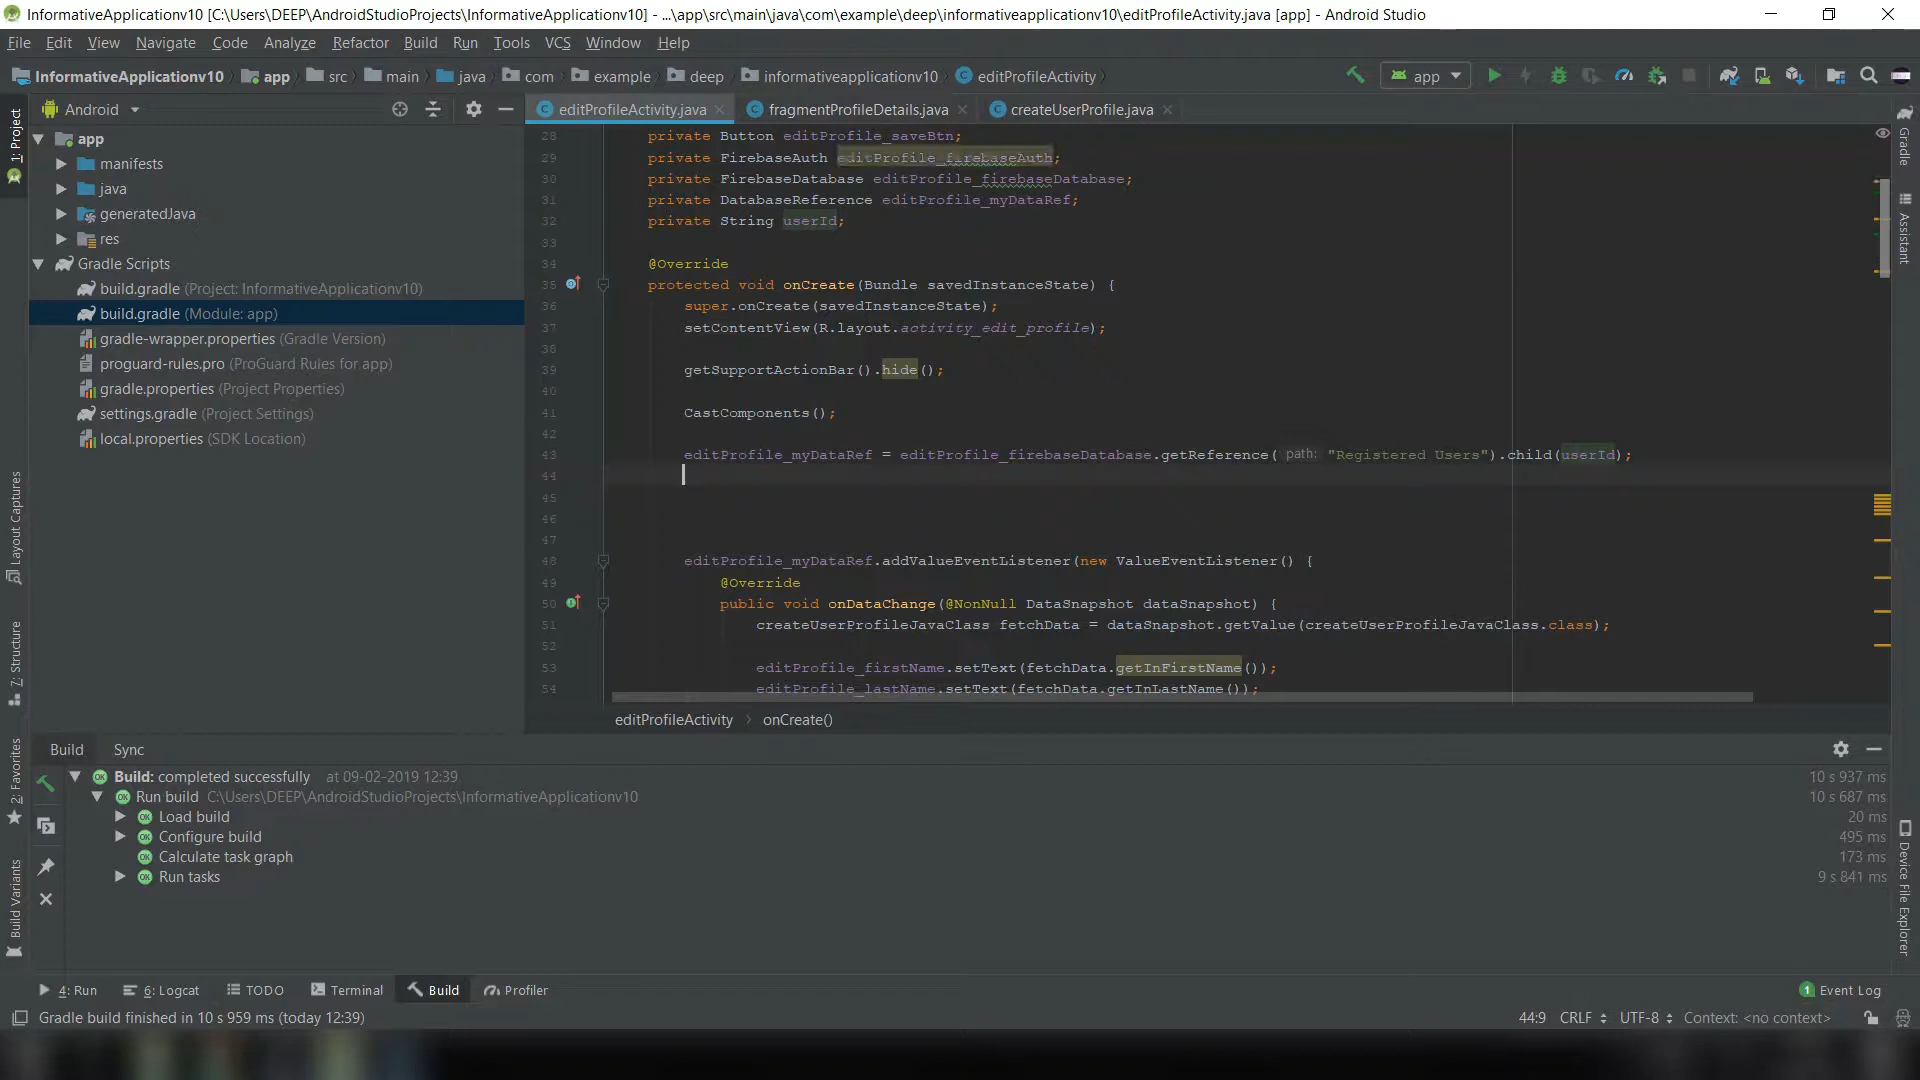 InformativeApplicationv10 [C:\Users\DEEP\AndroidStudioProjects\InformativeApplicationv10] - ...\app\src\main\java\com\example\deep\informativeapplicationv10\editProfileActivity.java [app] - Android Studio
File Edit View Navigate Code Analyze Refactor Build Run Tools VCS Window Help
InformativeApplicationv10 app src main java com example deep informativeapplicationv10 editProfileActivity app
Android
editProfileActivity.java fragmentProfileDetails.java createUserProfile.java
1: Project
Layout Captures
7: Structure
2: Favorites
Build Variants
app
manifests
java
generatedJava
res
Gradle Scripts
build.gradle (Project: InformativeApplicationv10)
build.gradle (Module: app)
gradle-wrapper.properties (Gradle Version)
proguard-rules.pro (ProGuard Rules for app)
gradle.properties (Project Properties)
settings.gradle (Project Settings)
local.properties (SDK Location)
28 private Button editProfile_saveBtn;
29 private FirebaseAuth editProfile_firebaseAuth;
30 private FirebaseDatabase editProfile_firebaseDatabase;
31 private DatabaseReference editProfile_myDataRef;
32 private String userId;
33
34 @Override
35 protected void onCreate(Bundle savedInstanceState) {
36 super.onCreate(savedInstanceState);
37 setContentView(R.layout.activity_edit_profile);
38
39 getSupportActionBar().hide();
40
41 CastComponents();
42
43 editProfile_myDataRef = editProfile_firebaseDatabase.getReference( path: "Registered Users").child(userId);
44
45
46
47
48 editProfile_myDataRef.addValueEventListener(new ValueEventListener() {
49 @Override
50 public void onDataChange(@NonNull DataSnapshot dataSnapshot) {
51 createUserProfileJavaClass fetchData = dataSnapshot.getValue(createUserProfileJavaClass.class);
52
53 editProfile_firstName.setText(fetchData.getInFirstName());
54 editProfile_lastName.setText(fetchData.getInLastName());
editProfileActivity onCreate()
Gradle
Assistant
Device File Explorer
Build Sync
Build: completed successfully at 09-02-2019 12:39 10 s 937 ms
Run build C:\Users\DEEP\AndroidStudioProjects\InformativeApplicationv10 10 s 687 ms
Load build 20 ms
Configure build 495 ms
Calculate task graph 173 ms
Run tasks 9 s 841 ms
4: Run 6: Logcat TODO Terminal Build Profiler 1 Event Log
Gradle build finished in 10 s 959 ms (today 12:39) 44:9 CRLF UTF-8 Context: <no context>